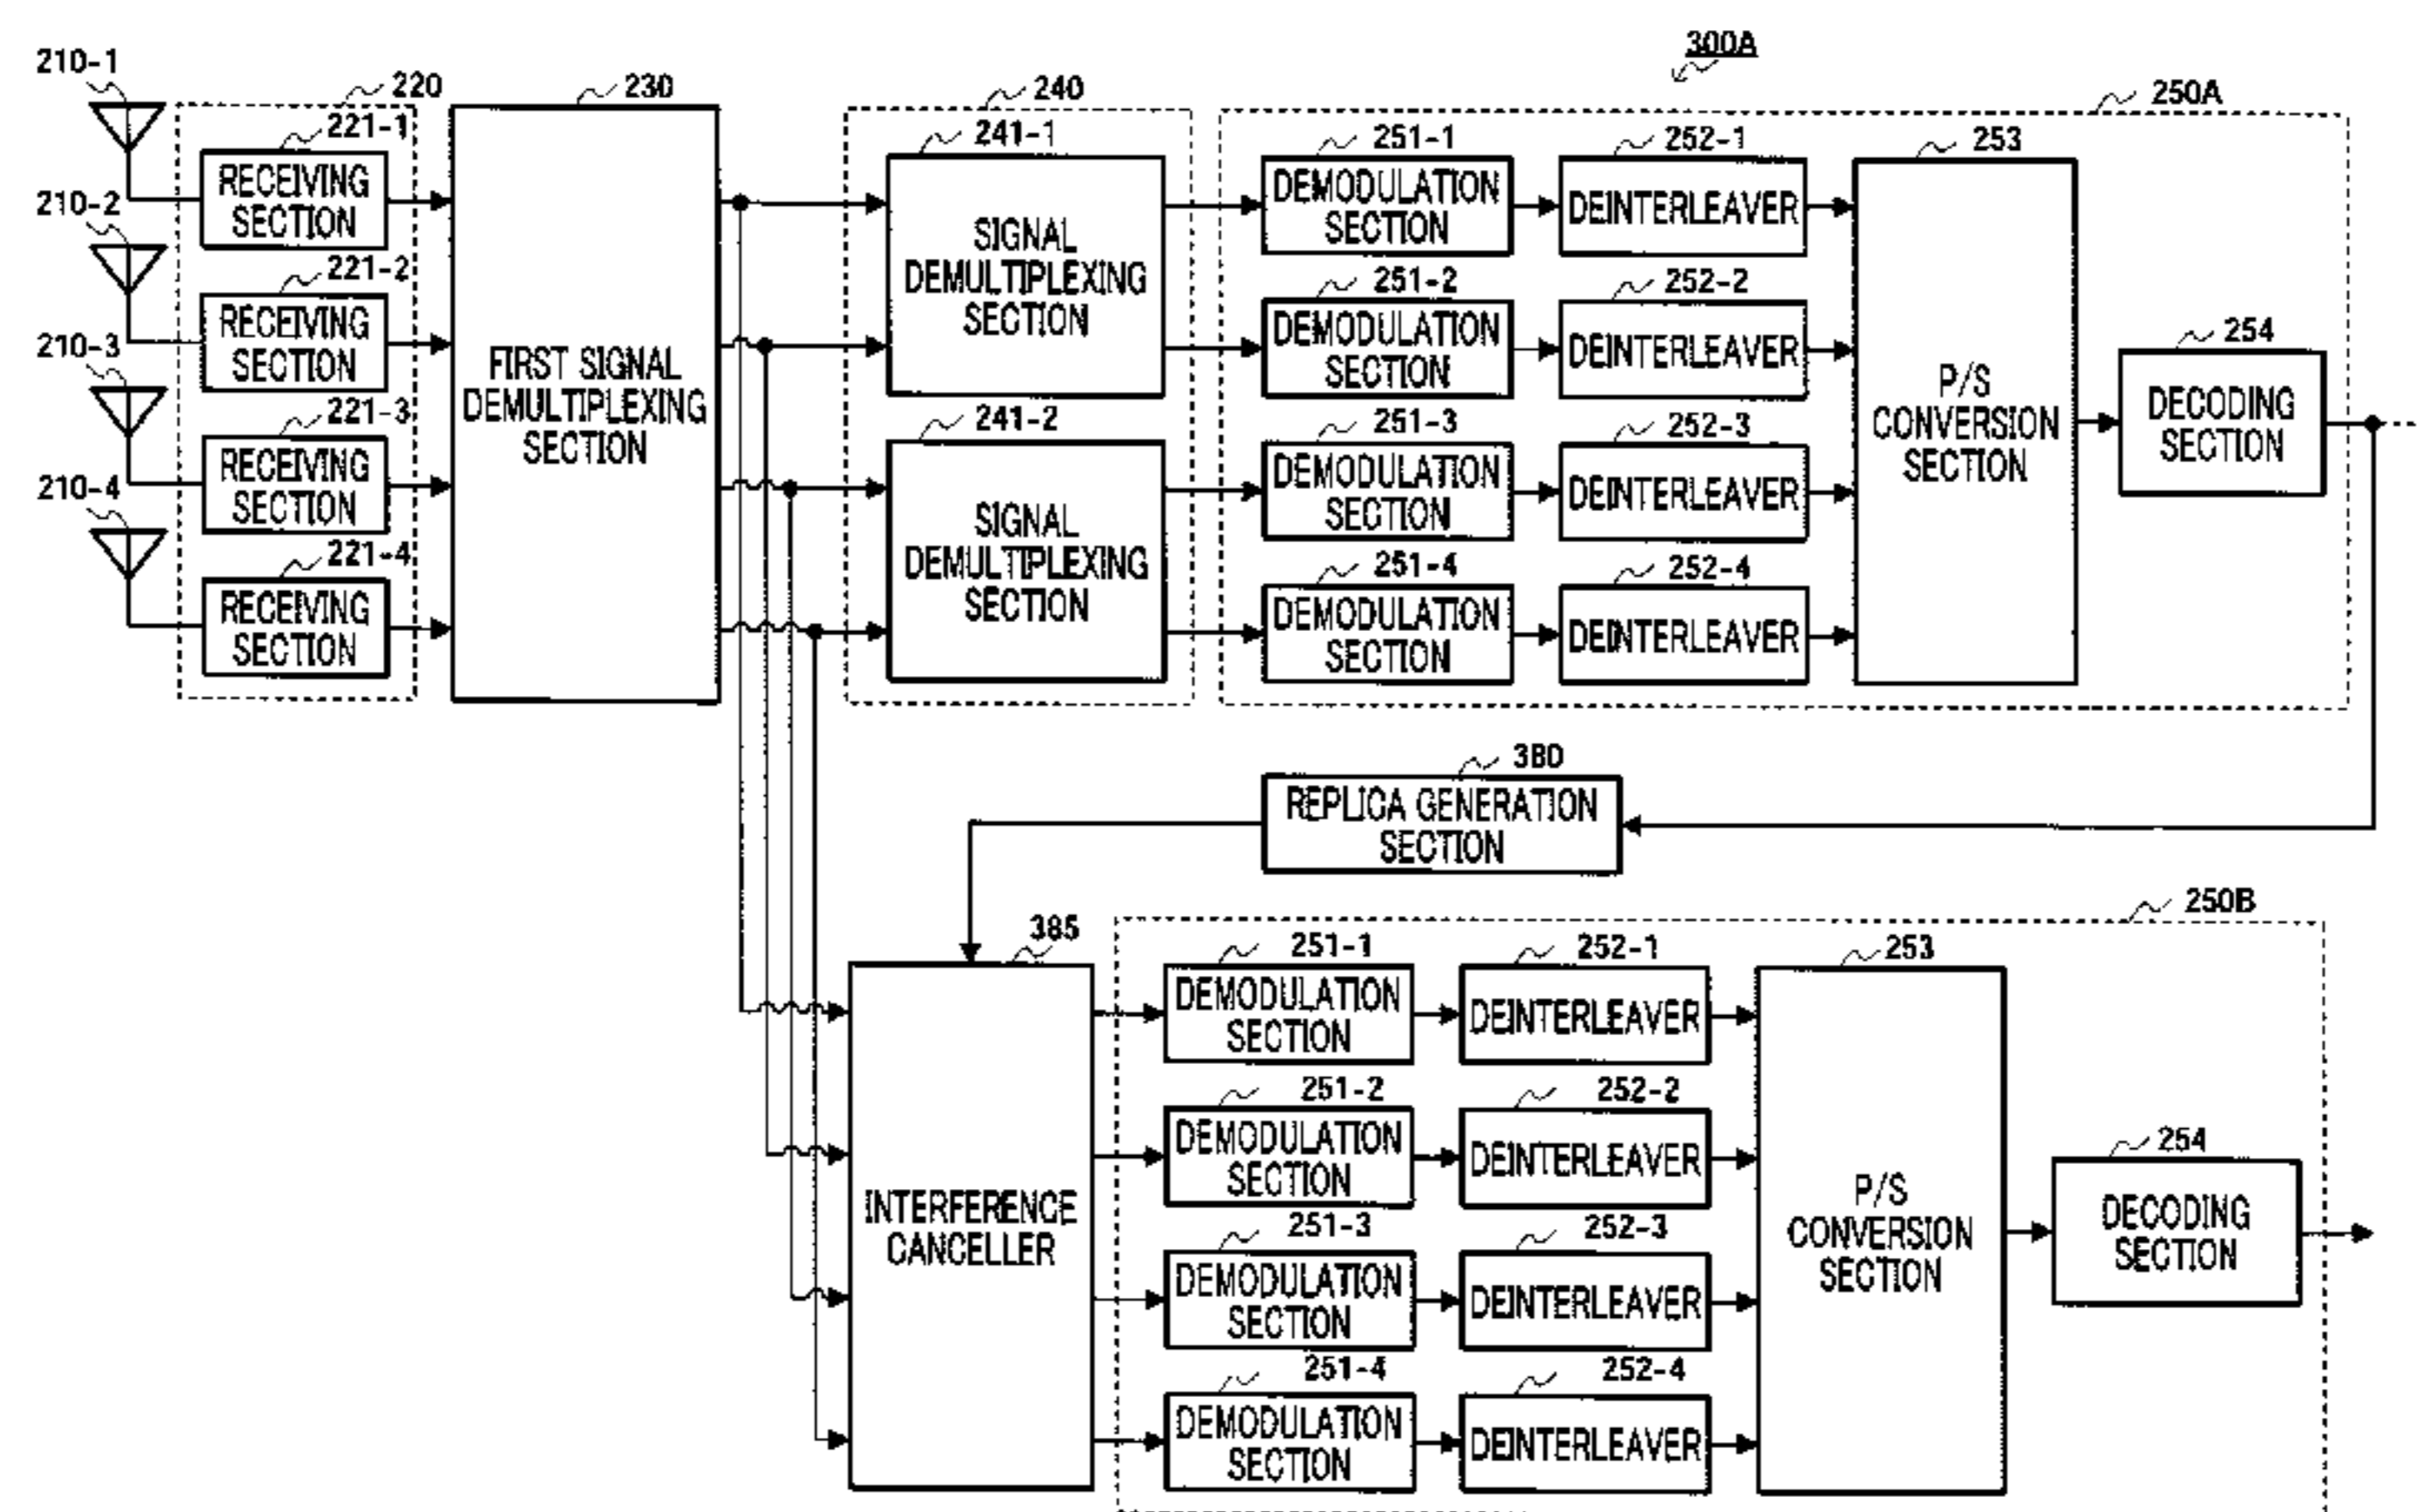 300A
210-1
220
230
240
250A
221-1
RECEIVING
SECTION
210-2
221-2
RECEIVING
SECTION
210-3
221-3
RECEIVING
SECTION
210-4
221-4
RECEIVING
SECTION
FIRST SIGNAL
DEMULTIPLEXING
SECTION
241-1
SIGNAL
DEMULTIPLEXING
SECTION
241-2
SIGNAL
DEMULTIPLEXING
SECTION
251-1
DEMODULATION
SECTION
252-1
DEINTERLEAVER
251-2
DEMODULATION
SECTION
252-2
DEINTERLEAVER
251-3
DEMODULATION
SECTION
252-3
DEINTERLEAVER
251-4
DEMODULATION
SECTION
252-4
DEINTERLEAVER
253
P/S
CONVERSION
SECTION
254
DECODING
SECTION
380
REPLICA GENERATION
SECTION
385
INTERFERENCE
CANCELLER
250B
251-1
DEMODULATION
SECTION
252-1
DEINTERLEAVER
251-2
DEMODULATION
SECTION
252-2
DEINTERLEAVER
251-3
DEMODULATION
SECTION
252-3
DEINTERLEAVER
251-4
DEMODULATION
SECTION
252-4
DEINTERLEAVER
253
P/S
CONVERSION
SECTION
254
DECODING
SECTION